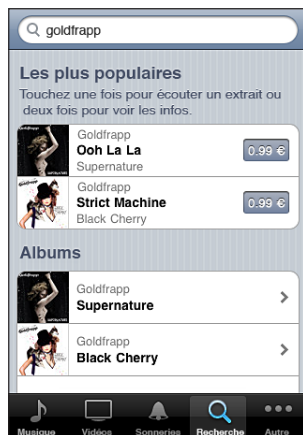 goldfrapp
Les plus populaires
Touchez une fois pour écouter un extrait ou
deux fois pour voir les infos.
Goldfrapp
Ooh La La
Supernature
0.99 €
Goldfrapp
Strict Machine
Black Cherry
0.99 €
Albums
Goldfrapp
Supernature
Goldfrapp
Black Cherry
Musique Vidéos Sonneries Recherche Autre